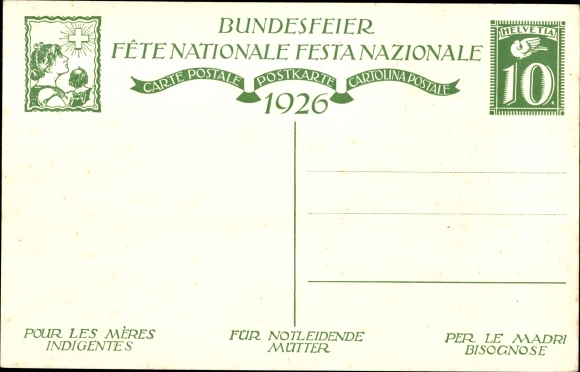 BUNDESFEIER
FÊTE NATIONALE FESTA NAZIONALE
CARTE POSTALE POSTKARTE CARTOLINA POSTALE
1926
HELVETIA
10
POUR LES MÈRES
INDIGENTES
FÜR NOTLEIDENDE
MÜTTER
PER LE MADRI
BISOGNOSE